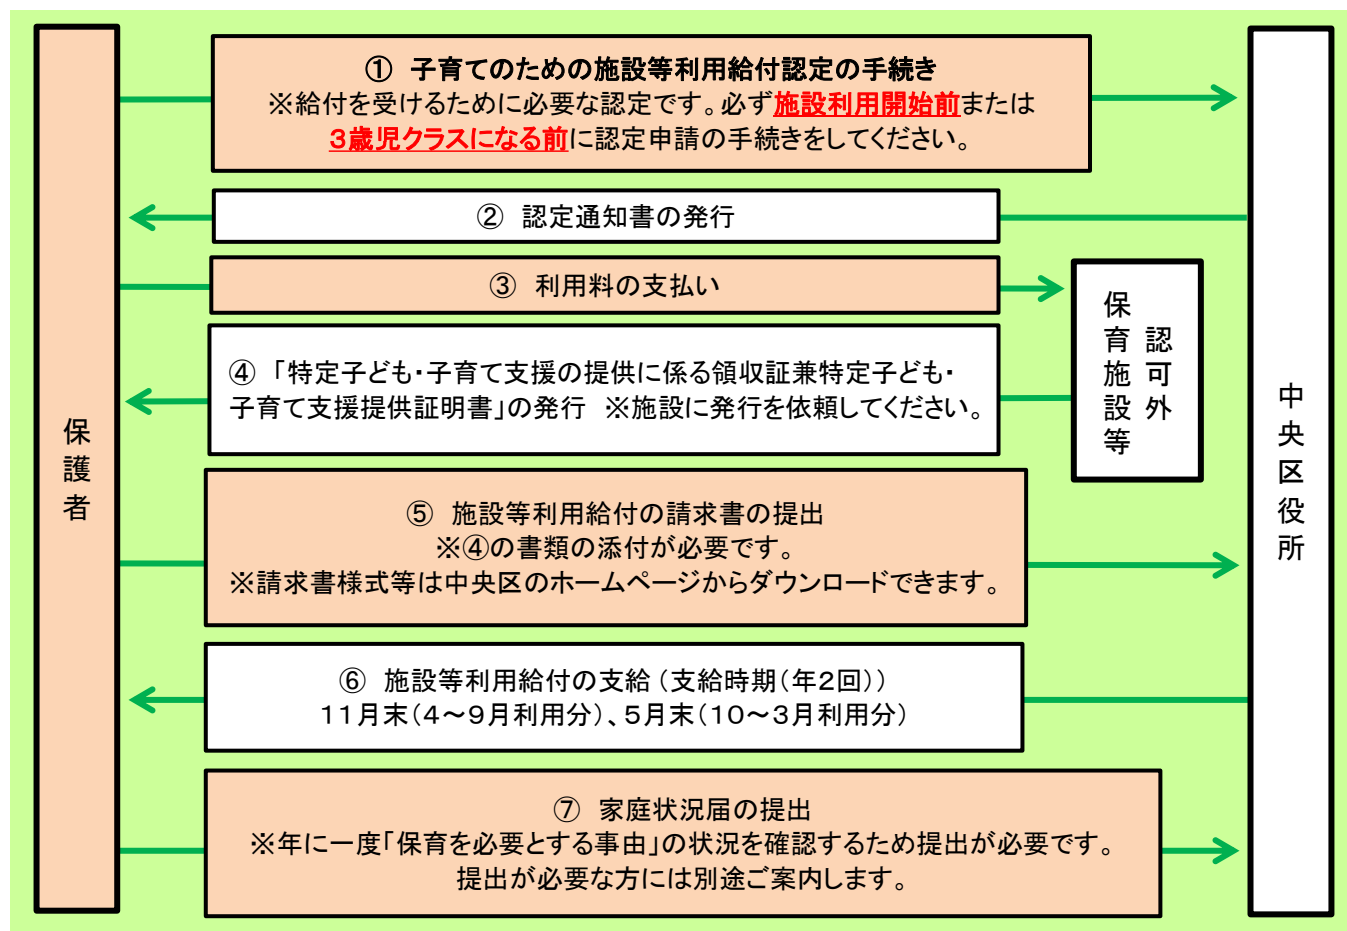 保護者
① 子育てのための施設等利用給付認定の手続き
※給付を受けるために必要な認定です。必ず施設利用開始前または
３歳児クラスになる前に認定申請の手続きをしてください。
② 認定通知書の発行
③ 利用料の支払い
認可外
保育施設等
④ 「特定子ども・子育て支援の提供に係る領収証兼特定子ども・
子育て支援提供証明書」の発行 ※施設に発行を依頼してください。
⑤ 施設等利用給付の請求書の提出
※④の書類の添付が必要です。
※請求書様式等は中央区のホームページからダウンロードできます。
⑥ 施設等利用給付の支給（支給時期（年２回））
１１月末（４～９月利用分）、５月末（１０～３月利用分）
⑦ 家庭状況届の提出
※年に一度「保育を必要とする事由」の状況を確認するため提出が必要です。
提出が必要な方には別途ご案内します。
中央区役所